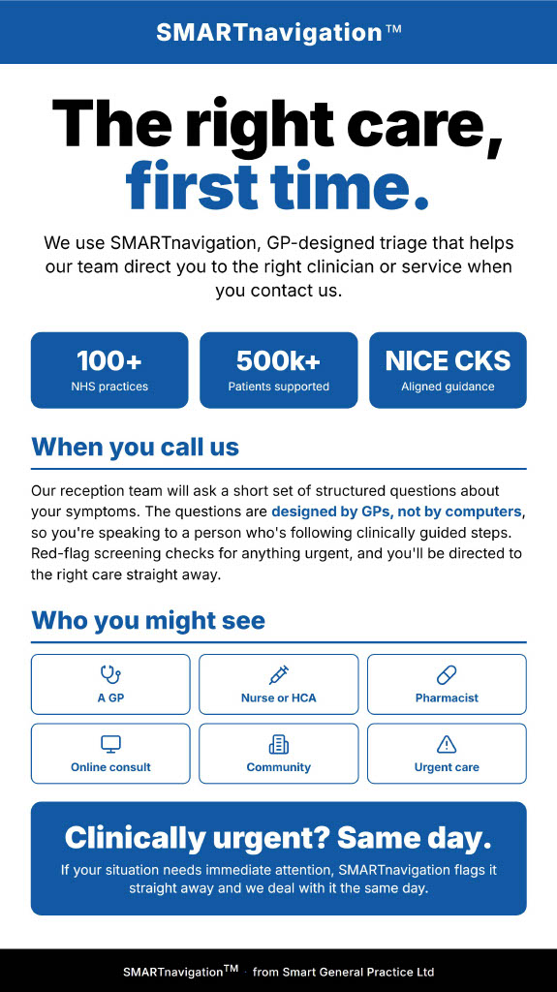 SMARTnavigation™
The right care,
first time.
We use SMARTnavigation, GP-designed triage that helps
our team direct you to the right clinician or service when
you contact us.
100+
NHS practices
500k+
Patients supported
NICE CKS
Aligned guidance
When you call us
Our reception team will ask a short set of structured questions about
your symptoms. The questions are designed by GPs, not by computers,
so you're speaking to a person who's following clinically guided steps.
Red-flag screening checks for anything urgent, and you'll be directed to
the right care straight away.
Who you might see
A GP
Nurse or HCA
Pharmacist
Online consult
Community
Urgent care
Clinically urgent? Same day.
If your situation needs immediate attention, SMARTnavigation flags it
straight away and we deal with it the same day.
SMARTnavigation™ · from Smart General Practice Ltd